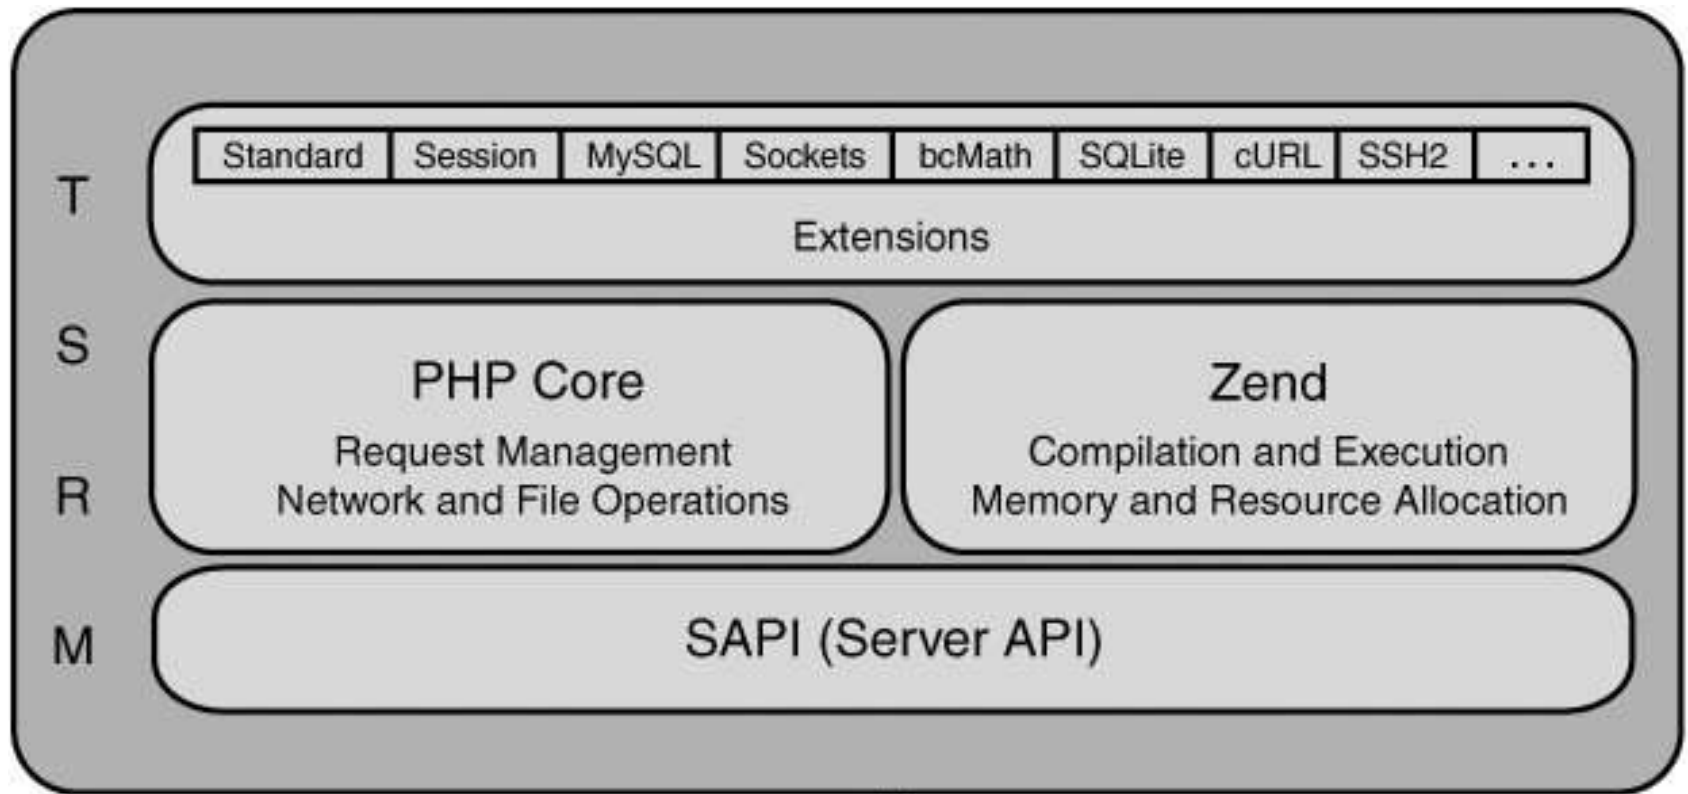 T
S
R
M
Standard Session MySQL Sockets bcMath SQLite cURL SSH2 ...
Extensions
PHP Core
Request Management
Network and File Operations
Zend
Compilation and Execution
Memory and Resource Allocation
SAPI (Server API)